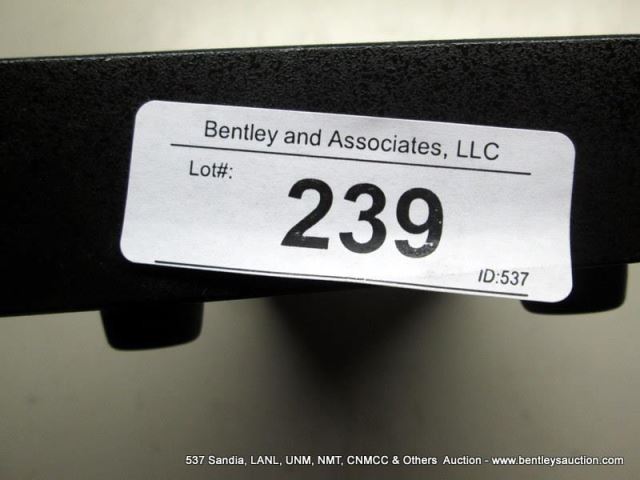 Bentley and Associates, LLC
Lot#:
239
ID:537
537 Sandia, LANL, UNM, NMT, CNMCC & Others Auction - www.bentleysauction.com